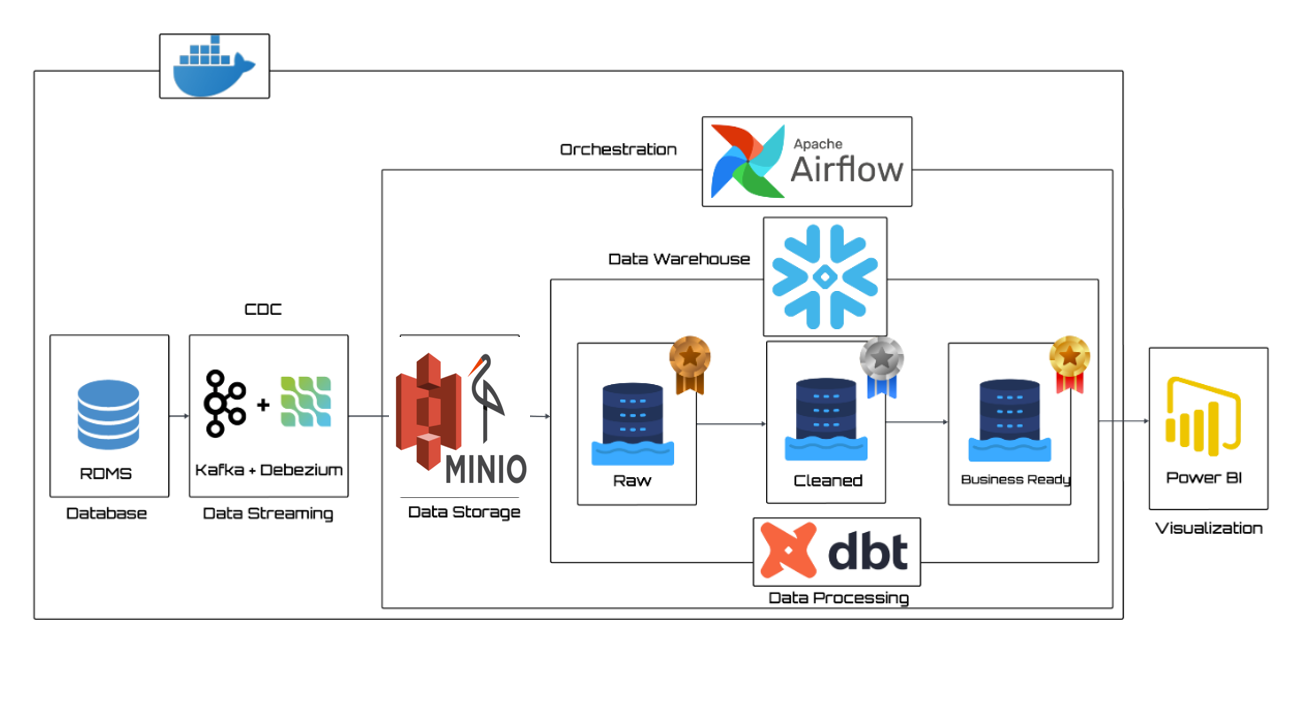 Apache
Airflow
Orchestration
Data Warehouse
CDC
RDMS
Database
Kafka + Debezium
Data Streaming
MINIO
Data Storage
Raw
Cleaned
Business Ready
dbt
Data Processing
Power BI
Visualization